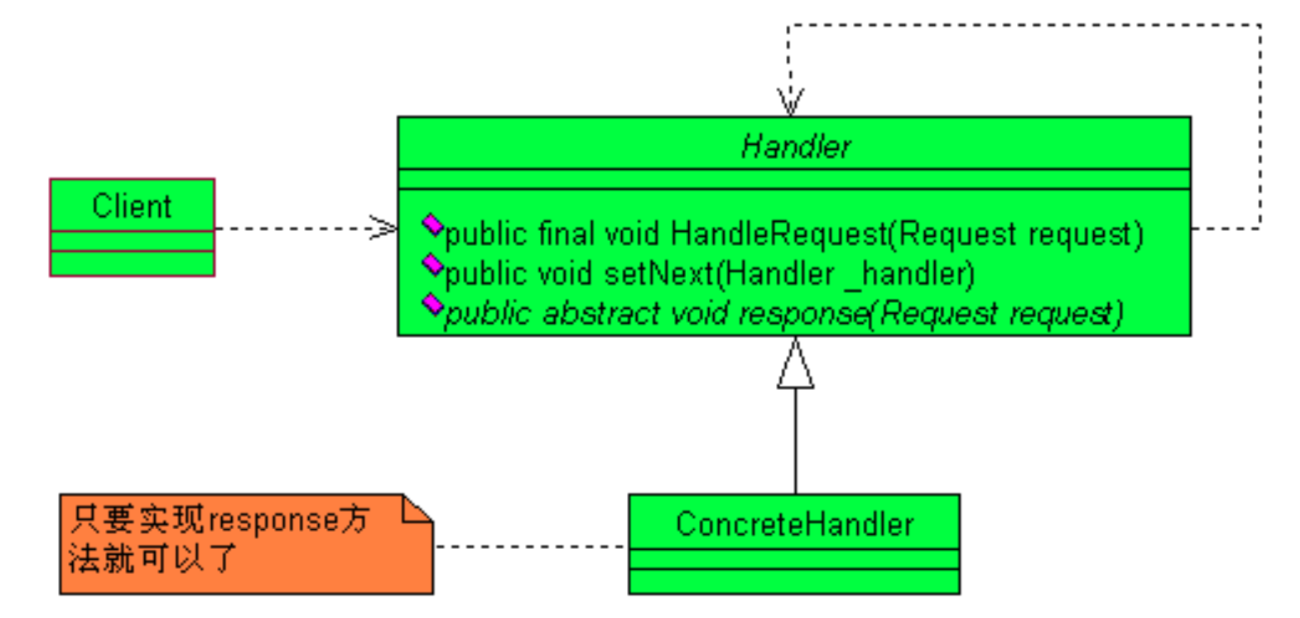 Handler
Client
public final void HandleRequest(Request request)
public void setNext(Handler _handler)
public abstract void response(Request request)
只要实现response方
法就可以了
ConcreteHandler